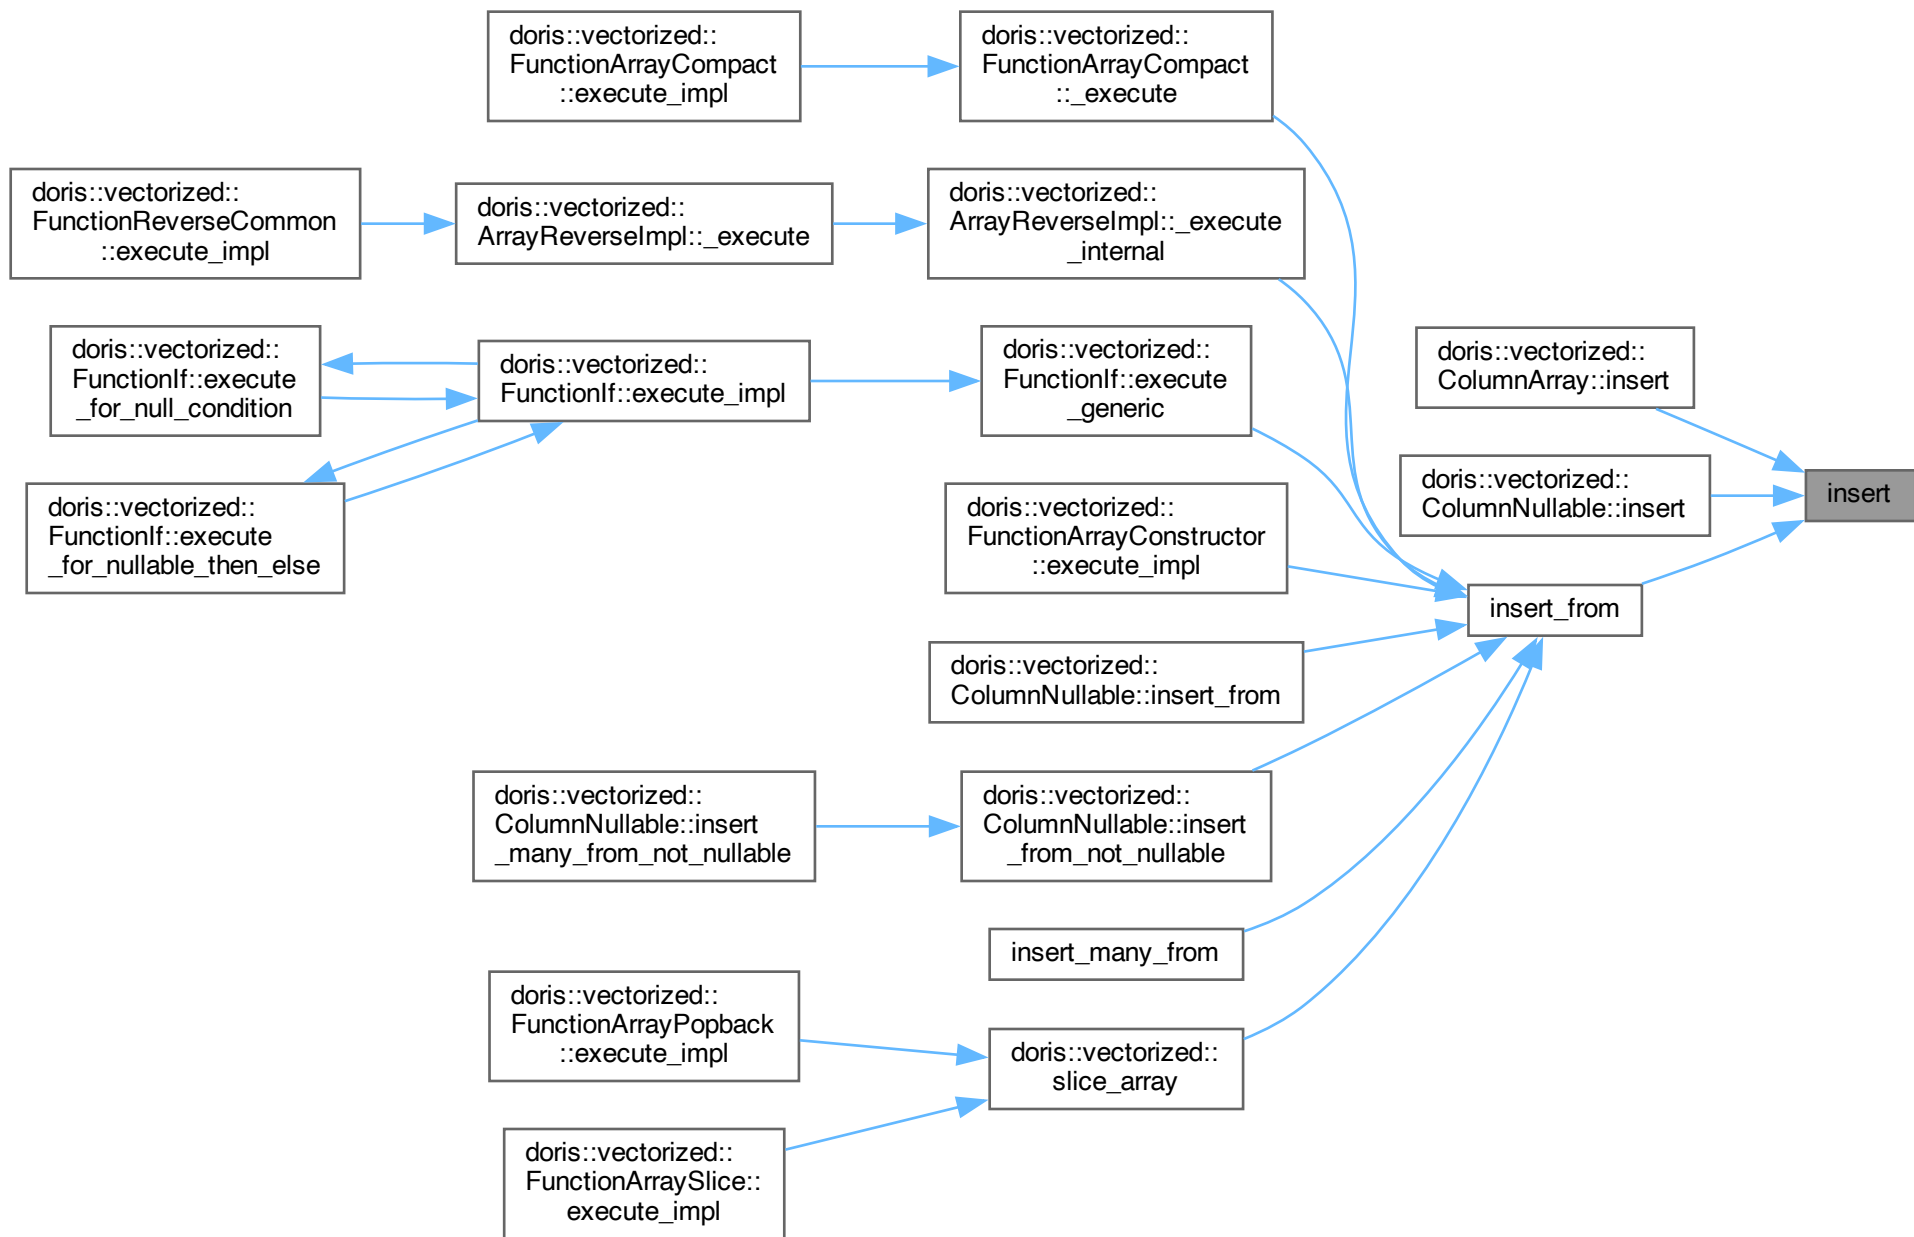 doris::vectorized::
FunctionArrayCompact
::execute_impl
doris::vectorized::
FunctionArrayCompact
::_execute
doris::vectorized::
FunctionReverseCommon
::execute_impl
doris::vectorized::
ArrayReverseImpl::_execute
doris::vectorized::
ArrayReverseImpl::_execute
_internal
doris::vectorized::
FunctionIf::execute
_for_null_condition
doris::vectorized::
FunctionIf::execute_impl
doris::vectorized::
FunctionIf::execute
_generic
doris::vectorized::
ColumnArray::insert
doris::vectorized::
ColumnNullable::insert
insert
doris::vectorized::
FunctionIf::execute
_for_nullable_then_else
doris::vectorized::
FunctionArrayConstructor
::execute_impl
insert_from
doris::vectorized::
ColumnNullable::insert_from
doris::vectorized::
ColumnNullable::insert
_many_from_not_nullable
doris::vectorized::
ColumnNullable::insert
_from_not_nullable
insert_many_from
doris::vectorized::
FunctionArrayPopback
::execute_impl
doris::vectorized::
slice_array
doris::vectorized::
FunctionArraySlice::
execute_impl